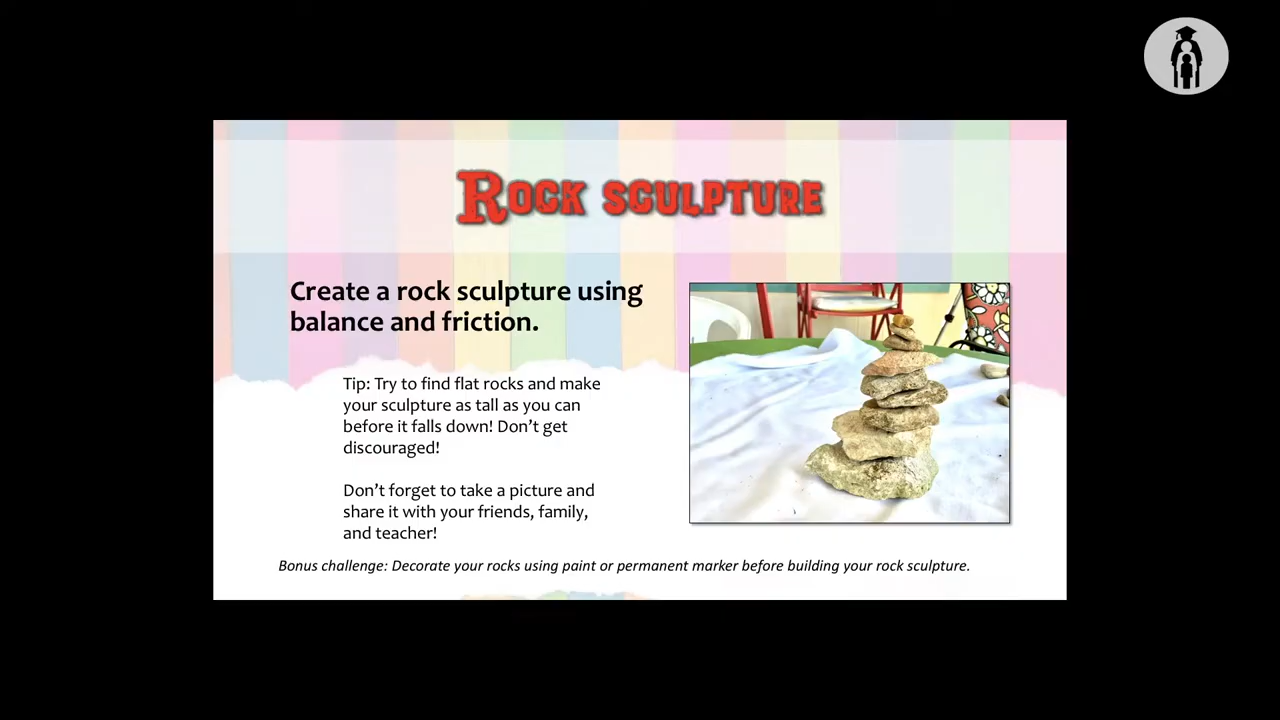 Rock sculpture
Create a rock sculpture using
balance and friction.
Tip: Try to find flat rocks and make
your sculpture as tall as you can
before it falls down! Don’t get
discouraged!
Don’t forget to take a picture and
share it with your friends, family,
and teacher!
Bonus challenge: Decorate your rocks using paint or permanent marker before building your rock sculpture.